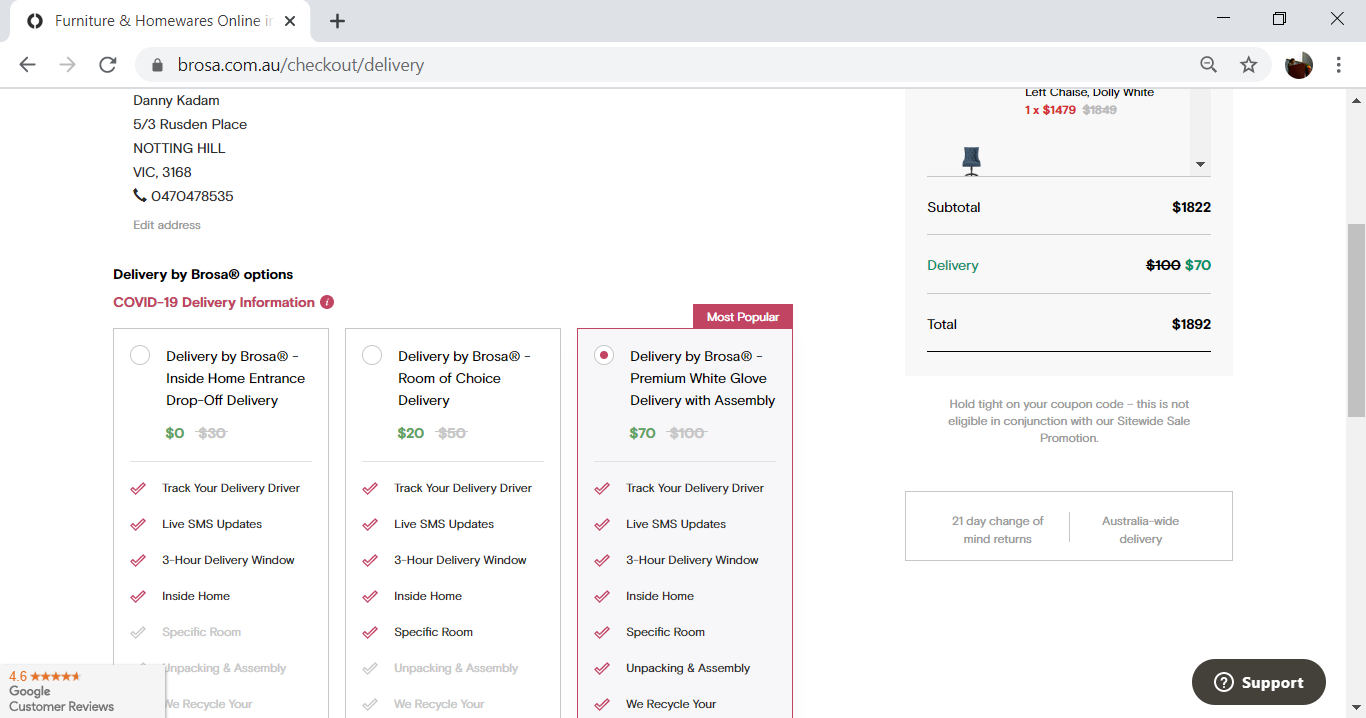 Furniture & Homewares Online in
brosa.com.au/checkout/delivery
Danny Kadam
5/3 Rusden Place
NOTTING HILL
VIC, 3168
0470478535
Edit address
Delivery by Brosa® options
COVID-19 Delivery Information i
Delivery by Brosa® -
Inside Home Entrance
Drop-Off Delivery
$0 $30
Track Your Delivery Driver
Live SMS Updates
3-Hour Delivery Window
Inside Home
Specific Room
Unpacking & Assembly
We Recycle Your
Delivery by Brosa® -
Room of Choice
Delivery
$20 $50
Track Your Delivery Driver
Live SMS Updates
3-Hour Delivery Window
Inside Home
Specific Room
Unpacking & Assembly
We Recycle Your
Most Popular
Delivery by Brosa® -
Premium White Glove
Delivery with Assembly
$70 $100
Track Your Delivery Driver
Live SMS Updates
3-Hour Delivery Window
Inside Home
Specific Room
Unpacking & Assembly
We Recycle Your
Left Chaise, Dolly White
1 x $1479 $1849
Subtotal $1822
Delivery $100 $70
Total $1892
Hold tight on your coupon code – this is not
eligible in conjunction with our Sitewide Sale
Promotion.
21 day change of
mind returns
Australia-wide
delivery
4.6
Google
Customer Reviews
? Support